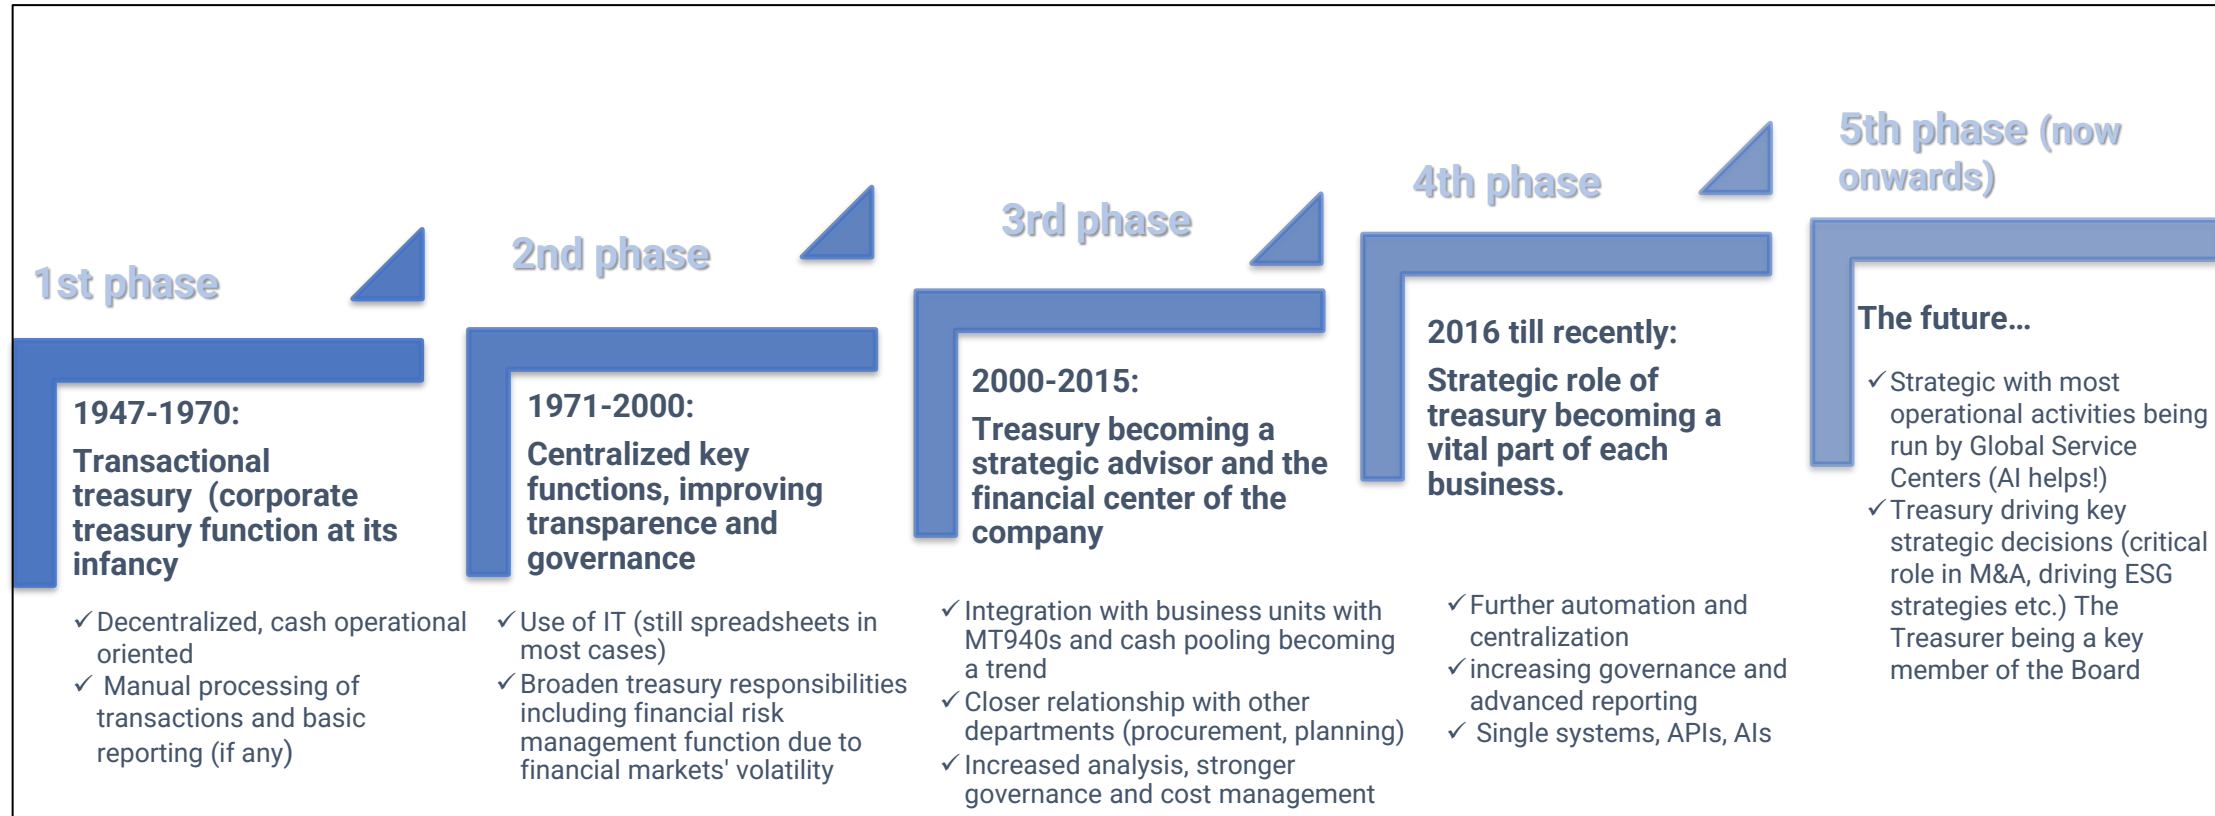 1st phase
1947-1970:
Transactional
treasury  (corporate
treasury function at its
infancy
✓ Decentralized, cash operational
oriented
✓ Manual processing of
transactions and basic
reporting (if any)
2nd phase
1971-2000:
Centralized key
functions, improving
transparence and
governance
✓ Use of IT (still spreadsheets in
most cases)
✓ Broaden treasury responsibilities
including financial risk
management function due to
financial markets' volatility
3rd phase
2000-2015:
Treasury becoming a
strategic advisor and the
financial center of the
company
✓ Integration with business units with
MT940s and cash pooling becoming
a trend
✓ Closer relationship with other
departments (procurement, planning)
✓ Increased analysis, stronger
governance and cost management
4th phase
2016 till recently:
Strategic role of
treasury becoming a
vital part of each
business.
✓ Further automation and
centralization
✓ increasing governance and
advanced reporting
✓ Single systems, APIs, AIs
5th phase (now
onwards)
The future...
✓ Strategic with most
operational activities being
run by Global Service
Centers (AI helps!)
✓ Treasury driving key
strategic decisions (critical
role in M&A, driving ESG
strategies etc.) The
Treasurer being a key
member of the Board